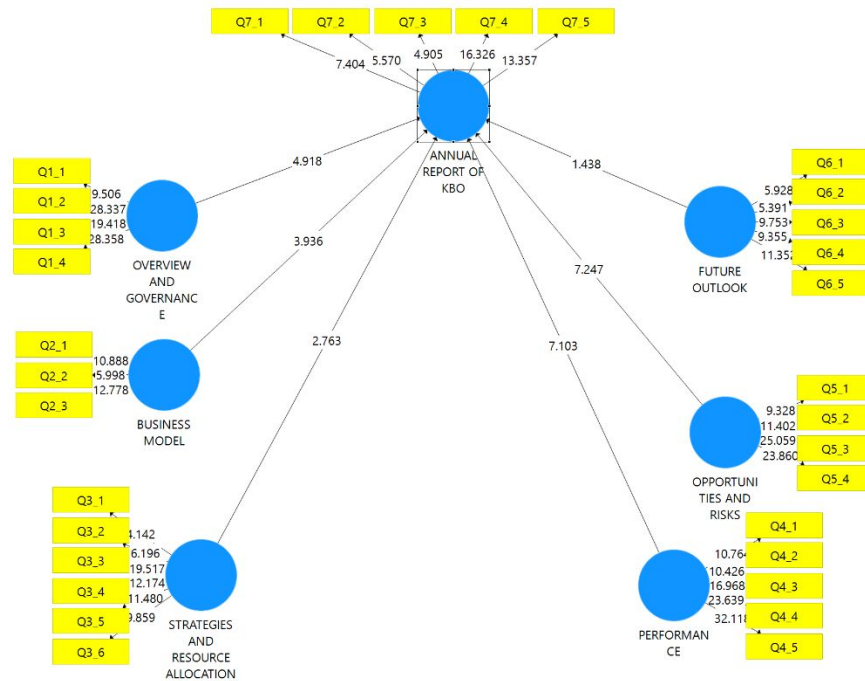 Q7_1
Q7_2
Q7_3
Q7_4
Q7_5
7.404
5.570
4.905
16.326
13.357
ANNUAL
REPORT OF
KBO
4.918
3.936
2.763
1.438
7.247
7.103
Q1_1
Q1_2
Q1_3
Q1_4
9.506
28.337
19.418
28.358
OVERVIEW
AND
GOVERNANC
E
Q2_1
Q2_2
Q2_3
10.888
5.998
12.778
BUSINESS
MODEL
Q3_1
Q3_2
Q3_3
Q3_4
Q3_5
Q3_6
4.142
6.196
19.517
12.174
11.480
9.859
STRATEGIES
AND
RESOURCE
ALLOCATION
Q6_1
Q6_2
Q6_3
Q6_4
Q6_5
5.928
5.391
9.753
9.355
11.352
FUTURE
OUTLOOK
Q5_1
Q5_2
Q5_3
Q5_4
9.328
11.402
25.059
23.860
OPPORTUNI
TIES AND
RISKS
Q4_1
Q4_2
Q4_3
Q4_4
Q4_5
10.764
10.426
16.968
23.639
32.118
PERFORMAN
CE